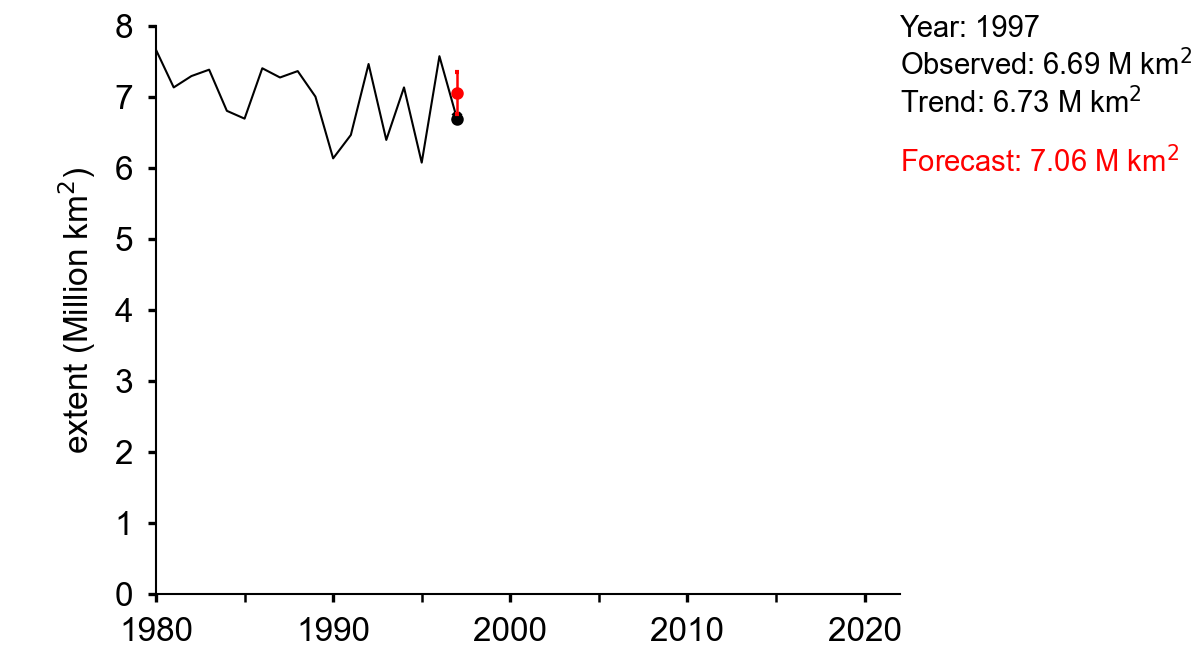 8
7
6
5
4
3
2
1
0
extent (Million km²)
1980 1990 2000 2010 2020
Year: 1997
Observed: 6.69 M km²
Trend: 6.73 M km²
Forecast: 7.06 M km²